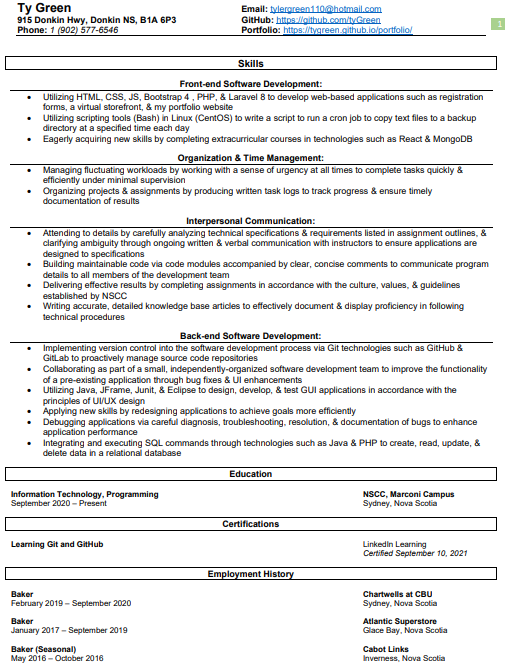 Ty Green
915 Donkin Hwy, Donkin NS, B1A 6P3
Phone: 1 (902) 577-6546
Email: tylergreen110@hotmail.com
GitHub: https://github.com/tyGreen
Portfolio: https://tygreen.github.io/portfolio/
1
Skills
Front-end Software Development:
• Utilizing HTML, CSS, JS, Bootstrap 4 , PHP, & Laravel 8 to develop web-based applications such as registration
forms, a virtual storefront, & my portfolio website
• Utilizing scripting tools (Bash) in Linux (CentOS) to write a script to run a cron job to copy text files to a backup
directory at a specified time each day
• Eagerly acquiring new skills by completing extracurricular courses in technologies such as React & MongoDB
Organization & Time Management:
• Managing fluctuating workloads by working with a sense of urgency at all times to complete tasks quickly &
efficiently under minimal supervision
• Organizing projects & assignments by producing written task logs to track progress & ensure timely
documentation of results
Interpersonal Communication:
• Attending to details by carefully analyzing technical specifications & requirements listed in assignment outlines, &
clarifying ambiguity through ongoing written & verbal communication with instructors to ensure applications are
designed to specifications
• Building maintainable code via code modules accompanied by clear, concise comments to communicate program
details to all members of the development team
• Delivering effective results by completing assignments in accordance with the culture, values, & guidelines
established by NSCC
• Writing accurate, detailed knowledge base articles to effectively document & display proficiency in following
technical procedures
Back-end Software Development:
• Implementing version control into the software development process via Git technologies such as GitHub &
GitLab to proactively manage source code repositories
• Collaborating as part of a small, independently-organized software development team to improve the functionality
of a pre-existing application through bug fixes & UI enhancements
• Utilizing Java, JFrame, Junit, & Eclipse to design, develop, & test GUI applications in accordance with the
principles of UI/UX design
• Applying new skills by redesigning applications to achieve goals more efficiently
• Debugging applications via careful diagnosis, troubleshooting, resolution, & documentation of bugs to enhance
application performance
• Integrating and executing SQL commands through technologies such as Java & PHP to create, read, update, &
delete data in a relational database
Education
Information Technology, Programming
September 2020 – Present
NSCC, Marconi Campus
Sydney, Nova Scotia
Certifications
Learning Git and GitHub
LinkedIn Learning
Certified September 10, 2021
Employment History
Baker
February 2019 – September 2020
Chartwells at CBU
Sydney, Nova Scotia
Baker
January 2017 – September 2019
Atlantic Superstore
Glace Bay, Nova Scotia
Baker (Seasonal)
May 2016 – October 2016
Cabot Links
Inverness, Nova Scotia